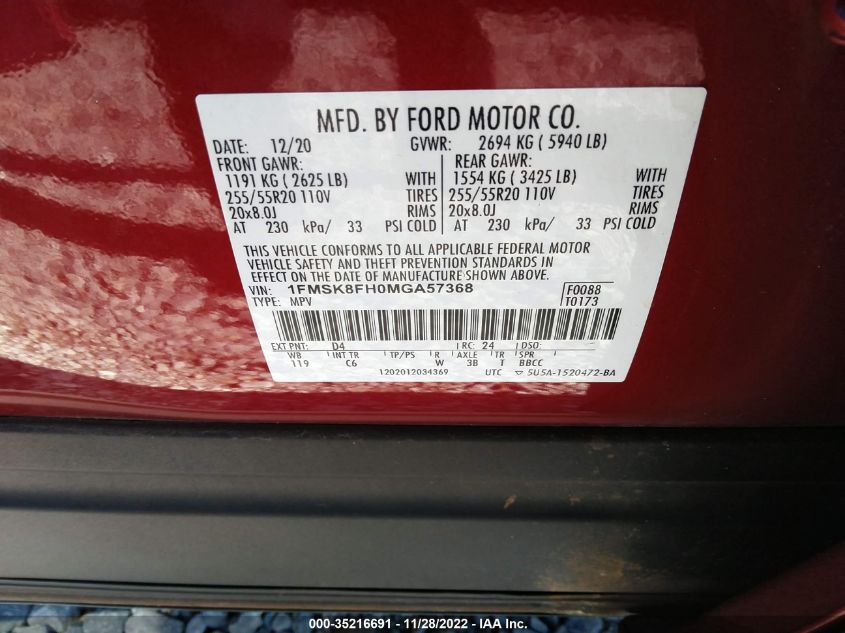 MFD. BY FORD MOTOR CO.
DATE: 12/20 GVWR: 2694 KG ( 5940 LB)
FRONT GAWR: REAR GAWR:
1191 KG ( 2625 LB) WITH 1554 KG ( 3425 LB) WITH
255/55R20 110V TIRES 255/55R20 110V TIRES
20x8.0J RIMS 20x8.0J RIMS
AT 230 kPa/ 33 PSI COLD AT 230 kPa/ 33 PSI COLD
THIS VEHICLE CONFORMS TO ALL APPLICABLE FEDERAL MOTOR
VEHICLE SAFETY AND THEFT PREVENTION STANDARDS IN
EFFECT ON THE DATE OF MANUFACTURE SHOWN ABOVE.
VIN: 1FMSK8FH0MGA57368 F0088
TYPE: MPV T0173
EXT PNT: D4 RC: 24 DSO:
WB INT TR TP/PS R AXLE TR SPR
119 C6 W 3B T BBCC
1202012034369 UTC ▽ 5U5A-1520472-BA
000-35216691 - 11/28/2022 - IAA Inc.